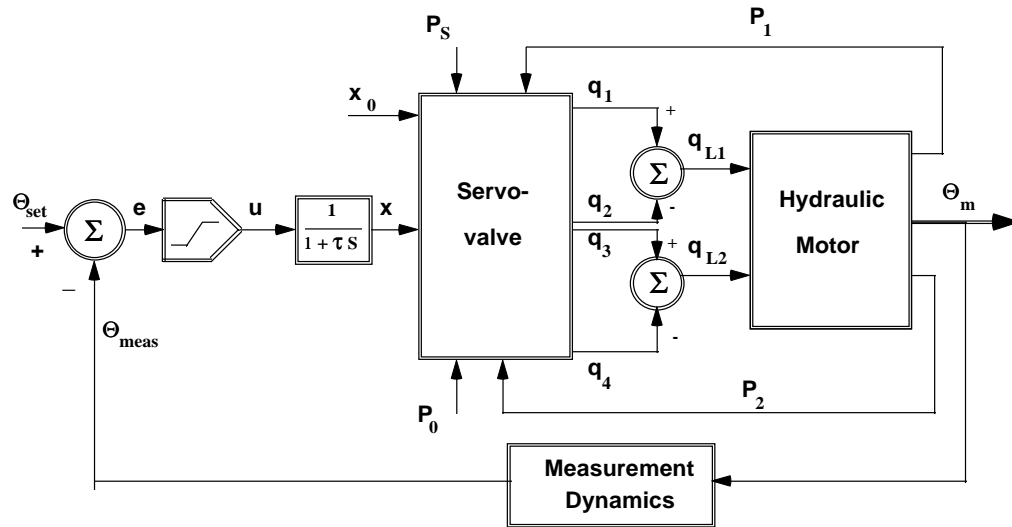 P_S
P_1
x_0
q_1
+
q_L1
Σ
-
Servo-
valve
Hydraulic
Motor
Θ_m
Θ_set
+
Σ
−
e
u
1
1 + τ S
x
q_2
q_3
+
q_L2
Σ
-
q_4
Θ_meas
P_0
P_2
Measurement
Dynamics